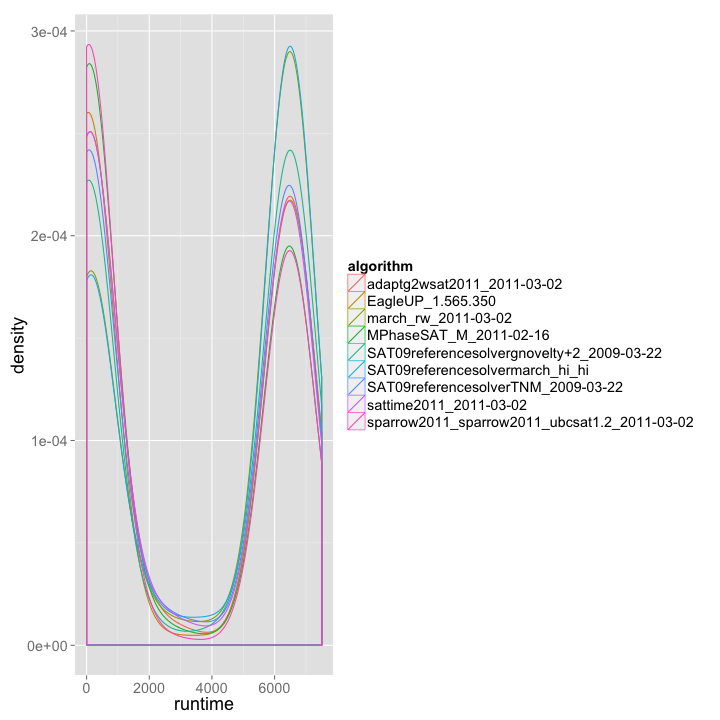 3e-04
2e-04
1e-04
0e+00
density
0
2000
4000
6000
runtime
algorithm
adaptg2wsat2011_2011-03-02
EagleUP_1.565.350
march_rw_2011-03-02
MPhaseSAT_M_2011-02-16
SAT09referencesolvergnovelty+2_2009-03-22
SAT09referencesolvermarch_hi_hi
SAT09referencesolverTNM_2009-03-22
sattime2011_2011-03-02
sparrow2011_sparrow2011_ubcsat1.2_2011-03-02